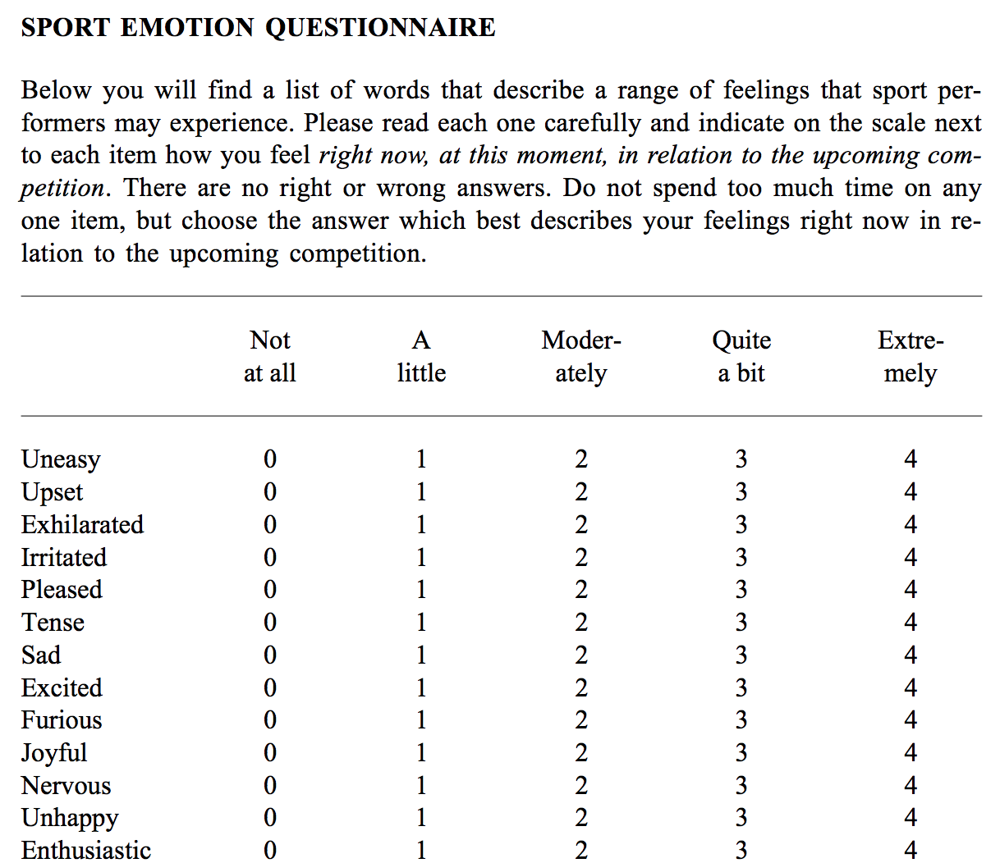 SPORT EMOTION QUESTIONNAIRE
Below you will find a list of words that describe a range of feelings that sport per-
formers may experience. Please read each one carefully and indicate on the scale next
to each item how you feel right now, at this moment, in relation to the upcoming com-
petition. There are no right or wrong answers. Do not spend too much time on any
one item, but choose the answer which best describes your feelings right now in re-
lation to the upcoming competition.
Not A Moder- Quite Extre-
at all little ately a bit mely
Uneasy 0 1 2 3 4
Upset 0 1 2 3 4
Exhilarated 0 1 2 3 4
Irritated 0 1 2 3 4
Pleased 0 1 2 3 4
Tense 0 1 2 3 4
Sad 0 1 2 3 4
Excited 0 1 2 3 4
Furious 0 1 2 3 4
Joyful 0 1 2 3 4
Nervous 0 1 2 3 4
Unhappy 0 1 2 3 4
Enthusiastic 0 1 2 3 4